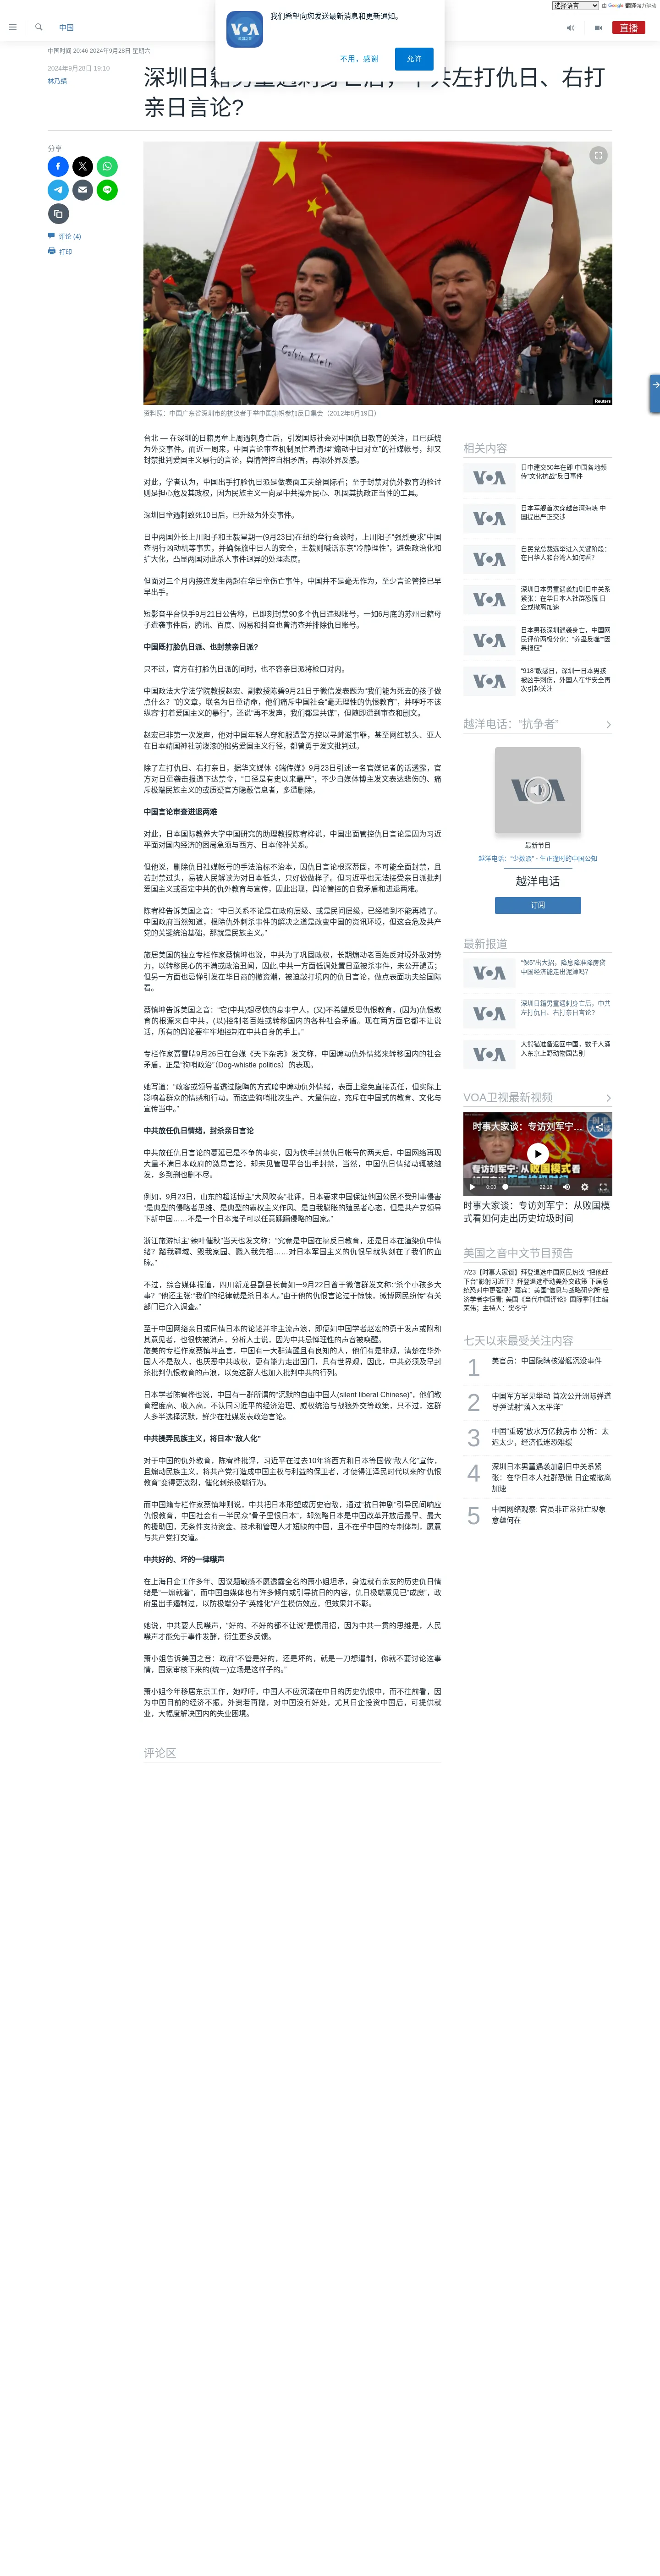 选择语言
由 Google 翻译强力驱动
我们希望向您发送最新消息和更新通知。
VOA
不用，感谢
允许
中国
直播
中国时间 20:46 2024年9月28日 星期六
2024年9月28日 19:10
林乃绢
深圳日籍男童遇刺身亡后，中共左打仇日、右打
亲日言论?
分享
评论 (4)
打印
Calvin Klein
Reuters
资料照：中国广东省深圳市的抗议者手举中国旗帜参加反日集会（2012年8月19日）
台北 — 在深圳的日籍男童上周遇刺身亡后，引发国际社会对中国仇日教育的关注，且已延烧
为外交事件。而近一周来，中国言论审查机制虽忙着清理“煽动中日对立”的社媒帐号，却又
封禁批判爱国主义暴行的言论，舆情管控自相矛盾，再添外界反感。
对此，学者认为，中国出手打脸仇日派是做表面工夫给国际看；至于封禁对仇外教育的检讨
则是担心危及其政权，因为民族主义一向是中共操弄民心、巩固其执政正当性的工具。
深圳日童遇刺致死10日后，已升级为外交事件。
日中两国外长上川阳子和王毅星期一(9月23日)在纽约举行会谈时，上川阳子“强烈要求”中国
查明行凶动机等事实，并确保旅中日人的安全，王毅则喊话东京“冷静理性”，避免政治化和
扩大化，凸显两国对此杀人事件迥异的处理态度。
但面对三个月内接连发生两起在华日童伤亡事件，中国并不是毫无作为，至少言论管控已早
早出手。
短影音平台快手9月21日公告称，已即刻封禁90多个仇日违规帐号，一如6月底的苏州日籍母
子遭袭事件后，腾讯、百度、网易和抖音也曾清查并排除仇日账号。
中国既打脸仇日派、也封禁亲日派?
只不过，官方在打脸仇日派的同时，也不容亲日派将枪口对内。
中国政法大学法学院教授赵宏、副教授陈碧9月21日于微信发表题为“我们能为死去的孩子做
点什么？”的文章，联名为日童请命，他们痛斥中国社会“毫无理性的仇恨教育”，并呼吁不该
纵容“打着爱国主义的暴行”，还说“再不发声，我们都是共谋”，但随即遭到审查和删文。
赵宏已非第一次发声，他对中国年轻人穿和服遭警方控以寻衅滋事罪，甚至网红铁头、亚人
在日本靖国神社前泼漆的拙劣爱国主义行径，都曾勇于发文批判过。
除了左打仇日、右打亲日，据华文媒体《端传媒》9月23日引述一名官媒记者的话透露，官
方对日童袭击报道下达禁令，“口径是有史以来最严”，不少自媒体博主发文表达悲伤的、痛
斥极端民族主义的或质疑官方隐蔽信息者，多遭删除。
中国言论审查进退两难
对此，日本国际教养大学中国研究的助理教授陈宥桦说，中国出面管控仇日言论是因为习近
平面对国内经济的困局急须与西方、日本修补关系。
但他说，删除仇日社媒帐号的手法治标不治本，因仇日言论根深蒂固，不可能全面封禁，且
若封禁过头，易被人民解读为对日本低头，只好做做样子。但习近平也无法接受亲日派批判
爱国主义或否定中共的仇外教育与宣传，因此出现，舆论管控的自我矛盾和进退两难。
陈宥桦告诉美国之音：“中日关系不论是在政府层级、或是民间层级，已经糟到不能再糟了。
中国政府当然知道，根除仇外刺杀事件的解决之道是改变中国的资讯环境，但这会危及共产
党的关键统治基础，那就是民族主义。”
旅居美国的独立专栏作家蔡慎坤也说，中共为了巩固政权，长期煽动老百姓反对境外敌对势
力，以转移民心的不满或政治丑闻，因此,中共一方面低调处置日童被杀事件，未公开谴责；
但另一方面也忌惮引发在华日商的撤资潮，被迫敲打境内的仇日言论，做点表面功夫给国际
看。
蔡慎坤告诉美国之音：“它(中共)想尽快的息事宁人，(又)不希望反思仇恨教育，(因为)仇恨教
育的根源来自中共，(以)控制老百姓或转移国内的各种社会矛盾。现在两方面它都不让说
话，所有的舆论要牢牢地控制在中共自身的手上。”
专栏作家贾雪晴9月26日在台媒《天下杂志》发文称，中国煽动仇外情绪来转移国内的社会
矛盾，正是“狗哨政治”（Dog-whistle politics）的表现。
她写道：“政客或领导者透过隐晦的方式暗中煽动仇外情绪，表面上避免直接责任，但实际上
影响着群众的情感和行动。而这些狗哨批次生产、大量供应，充斥在中国式的教育、文化与
宣传当中。”
中共放任仇日情绪，封杀亲日言论
中共放任仇日言论的蔓延已是不争的事实，因为快手封禁仇日帐号的两天后，中国网络再现
大量不满日本政府的激昂言论，却未见管理平台出手封禁，当然，中国仇日情绪动辄被触
发，多到删也删不尽。
例如，9月23日，山东的超话博主“大风吹奏”批评，日本要求中国保证他国公民不受刑事侵害
“是典型的侵略者思维、是典型的霸权主义作风、是自我膨胀的殖民者心态，但是共产党领导
下新中国……不是一个日本鬼子可以任意蹂躏侵略的国家。”
浙江旅游博主“辣叶催秋”当天也发文称：“究竟是中国在搞反日教育，还是日本在渲染仇中情
绪？踏我疆域、毁我家园、戮入我先祖……对日本军国主义的仇恨早就隽刻在了我们的血
脉。”
不过，综合媒体报道，四川新龙县副县长黄如一9月22日曾于微信群发文称:“杀个小孩多大
事？”他还主张:“我们的纪律就是杀日本人。”由于他的仇恨言论过于惊悚，微博网民纷传“有关
部门已介入调查。”
至于中国网络亲日或同情日本的论述并非主流声浪，即便如中国学者赵宏的勇于发声或附和
其意见者，也很快被消声，分析人士说，因为中共忌惮理性的声音被唤醒。
旅美的专栏作家蔡慎坤直言，中国有一大群清醒且有良知的人，他们有是非观，清楚在华外
国人不是敌人，也厌恶中共政权，更有能力走出国门，具有世界观，因此，中共必须及早封
杀批判仇恨教育的声浪，以免这群人也加入批判中共的行列。
日本学者陈宥桦也说，中国有一群所谓的“沉默的自由中国人(silent liberal Chinese)”，他们教
育程度高、收入高，不认同习近平的经济治理、威权统治与战狼外交等政策，只不过，这群
人多半选择沉默，鲜少在社媒发表政治言论。
中共操弄民族主义，将日本“敌人化”
对于中国的仇外教育，陈宥桦批评，习近平在过去10年将西方和日本等国做“敌人化”宣传，
且煽动民族主义，将共产党打造成中国主权与利益的保卫者，才使得江泽民时代以来的“仇恨
教育”变得更激烈，催化刺杀极端行为。
而中国籍专栏作家蔡慎坤则说，中共把日本形塑成历史宿敌，通过“抗日神剧”引导民间响应
仇恨教育，中国社会有一半民众“骨子里恨日本”，却忽略日本是中国改革开放后最早、最大
的援助国，无条件支持资金、技术和管理人才短缺的中国，且不在乎中国的专制体制，愿意
与共产党打交道。
中共好的、坏的一律噤声
在上海日企工作多年、因议题敏感不愿透露全名的萧小姐坦承，身边就有亲友的历史仇日情
绪是“一煽就着”，而中国自媒体也有许多倾向或引导抗日的内容，仇日极端意见已“成魔”，政
府虽出手遏制过，以防极端分子“英雄化”产生模仿效应，但效果并不彰。
她说，中共要人民噤声，“好的、不好的都不让说”是惯用招，因为中共一贯的思维是，人民
噤声才能免于事件发酵，衍生更多反馈。
萧小姐告诉美国之音：政府“不管是好的，还是坏的，就是一刀想遏制，你就不要讨论这事
情，国家审核下来的(统一)立场是这样子的。”
萧小姐今年移居东京工作，她呼吁，中国人不应沉溺在中日的历史仇恨中，而不往前看，因
为中国目前的经济不振，外资若再撤，对中国没有好处，尤其日企投资中国后，可提供就
业，大幅度解决国内的失业困境。
评论区
相关内容
日中建交50年在即 中国各地频
传“文化抗战”反日事件
日本军舰首次穿越台湾海峡 中
国提出严正交涉
自民党总裁选举进入关键阶段：
在日华人和台湾人如何看？
深圳日本男童遇袭加剧日中关系
紧张：在华日本人社群恐慌 日
企或撤离加速
日本男孩深圳遇袭身亡，中国网
民评价两极分化：“养蛊反噬”“因
果报应”
“918”敏感日，深圳一日本男孩
被凶手刺伤，外国人在华安全再
次引起关注
越洋电话：“抗争者”
最新节目
越洋电话：“少数派” - 生正逢时的中国公知
越洋电话
订阅
最新报道
“保5”出大招，降息降准降房贷
中国经济能走出泥淖吗？
深圳日籍男童遇刺身亡后，中共
左打仇日、右打亲日言论?
大熊猫准备返回中国，数千人涌
入东京上野动物园告别
VOA卫视最新视频
时事大家谈：专访刘军宁…
专访刘军宁: 从败国模式看
0:00
22:18
时事大家谈：专访刘军宁：从败国模
式看如何走出历史垃圾时间
美国之音中文节目预告
7/23【时事大家谈】拜登退选中国网民热议 “把他赶
下台”影射习近平？拜登退选牵动美外交政策 下届总
统恐对中更强硬？嘉宾：美国“信息与战略研究所”经
济学者李恒青; 美国《当代中国评论》国际季刊主编
荣伟；主持人：樊冬宁
七天以来最受关注内容
1
美官员：中国隐瞒核潜艇沉没事件
2
中国军方罕见举动 首次公开洲际弹道
导弹试射“落入太平洋”
3
中国“重磅”放水万亿救房市 分析：太
迟太少，经济低迷恐难缓
4
深圳日本男童遇袭加剧日中关系紧
张：在华日本人社群恐慌 日企或撤离
加速
5
中国网络观察: 官员非正常死亡现象
意蕴何在